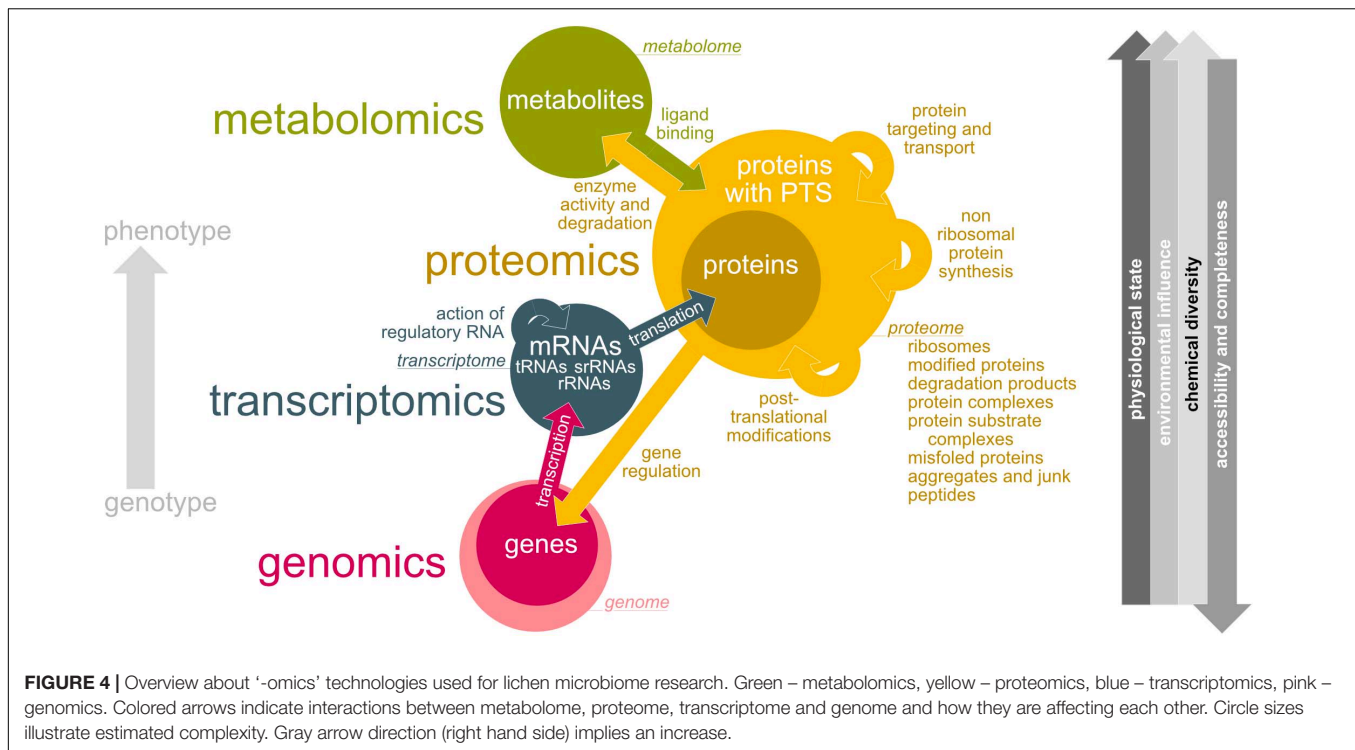 metabolome
metabolites
metabolomics
ligand
binding
protein
targeting and
transport
proteins
with PTS
enzyme
activity and
degradation
phenotype
non
ribosomal
protein
synthesis
proteomics
proteins
action of
regulatory RNA
translation
transcriptome
mRNAs
tRNAs srRNAs
rRNAs
proteome
ribosomes
modified proteins
degradation products
protein complexes
protein substrate
complexes
misfoled proteins
aggregates and junk
peptides
transcriptomics
post-
translational
modifications
gene
regulation
transcription
genotype
genes
genomics
genome
physiological state
environmental influence
chemical diversity
accessibility and completeness
FIGURE 4 | Overview about ‘-omics’ technologies used for lichen microbiome research. Green – metabolomics, yellow – proteomics, blue – transcriptomics, pink –
genomics. Colored arrows indicate interactions between metabolome, proteome, transcriptome and genome and how they are affecting each other. Circle sizes
illustrate estimated complexity. Gray arrow direction (right hand side) implies an increase.